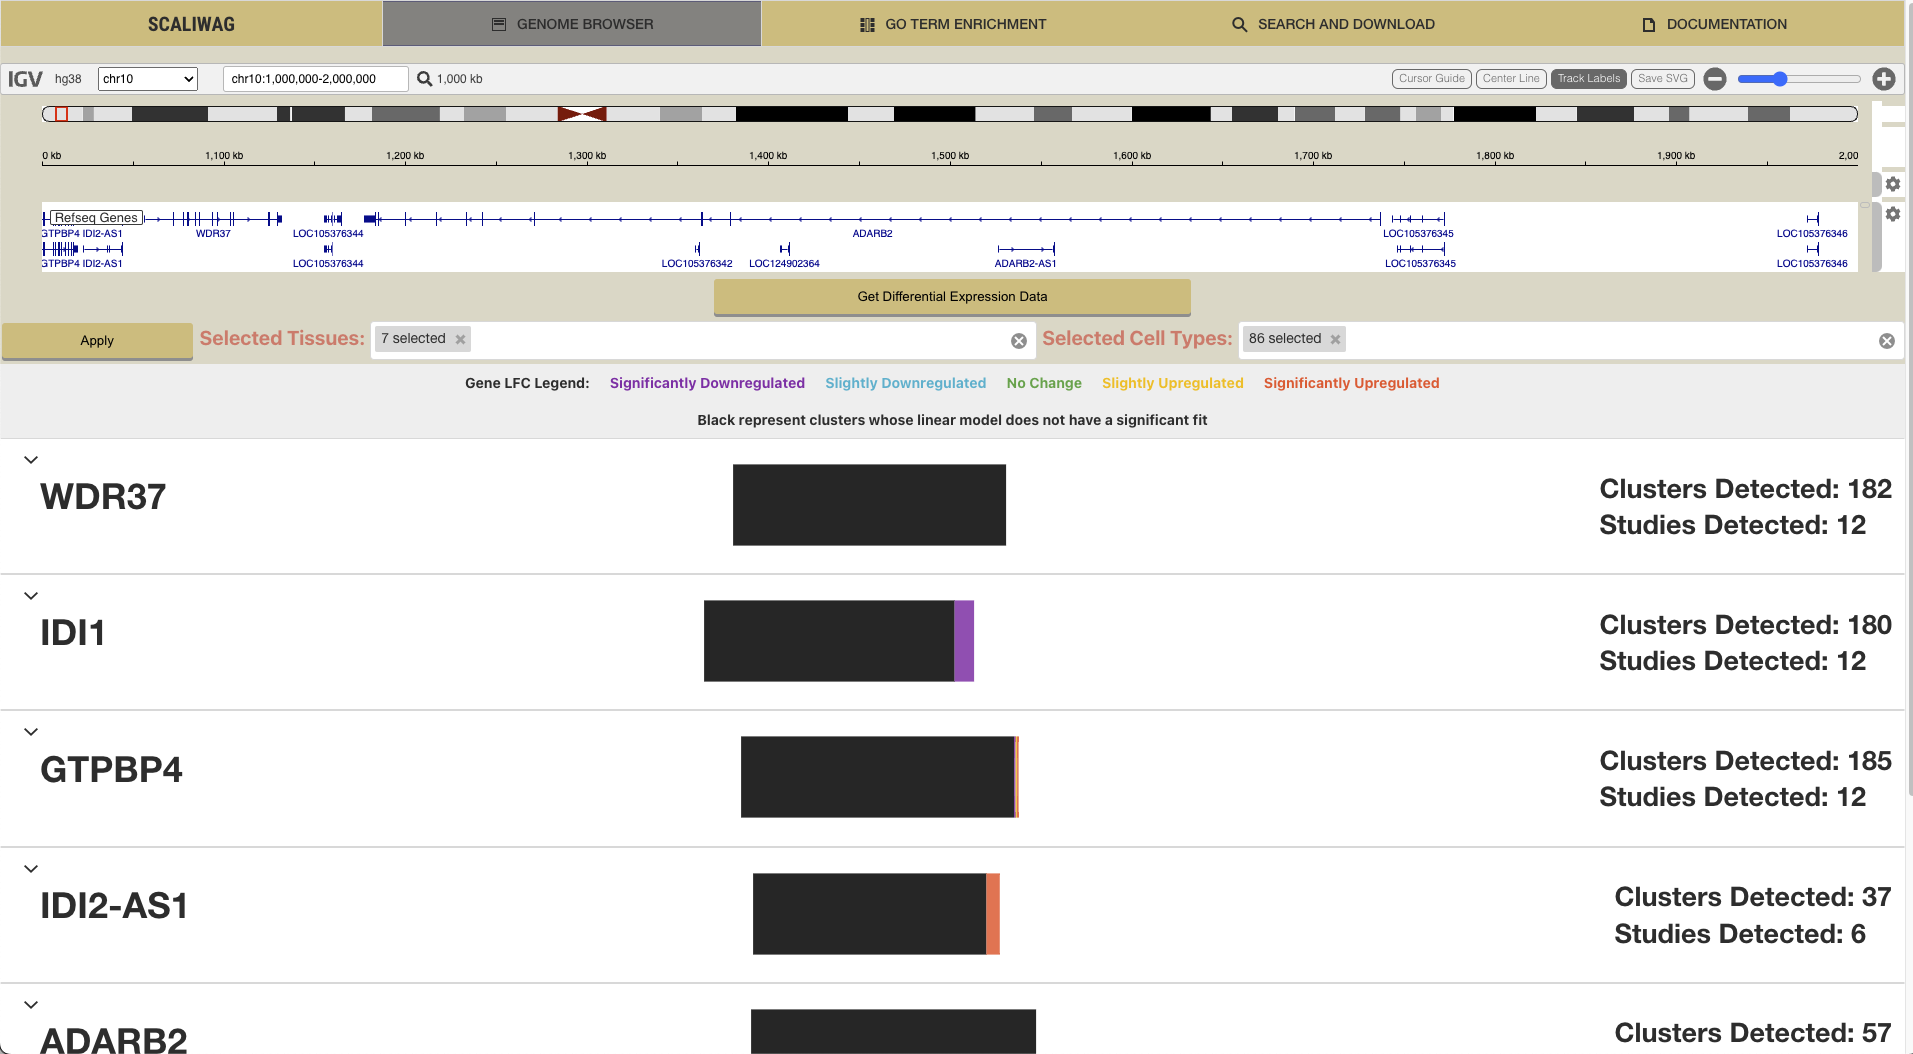 SCALIWAG
GENOME BROWSER
GO TERM ENRICHMENT
SEARCH AND DOWNLOAD
DOCUMENTATION
IGV hg38 chr10 chr10:1,000,000-2,000,000 1,000 kb
Cursor Guide Center Line Track Labels Save SVG
0 kb 1,100 kb 1,200 kb 1,300 kb 1,400 kb 1,500 kb 1,600 kb 1,700 kb 1,800 kb 1,900 kb 2,00
Refseq Genes
GTPBP4 IDI2-AS1 WDR37 LOC105376344 ADARB2 LOC105376345 LOC105376346
GTPBP4 IDI2-AS1 LOC105376344 LOC105376342 LOC124902364 ADARB2-AS1 LOC105376345 LOC105376346
Get Differential Expression Data
Apply Selected Tissues: 7 selected Selected Cell Types: 86 selected
Gene LFC Legend: Significantly Downregulated Slightly Downregulated No Change Slightly Upregulated Significantly Upregulated
Black represent clusters whose linear model does not have a significant fit
WDR37
Clusters Detected: 182
Studies Detected: 12
IDI1
Clusters Detected: 180
Studies Detected: 12
GTPBP4
Clusters Detected: 185
Studies Detected: 12
IDI2-AS1
Clusters Detected: 37
Studies Detected: 6
ADARB2
Clusters Detected: 57